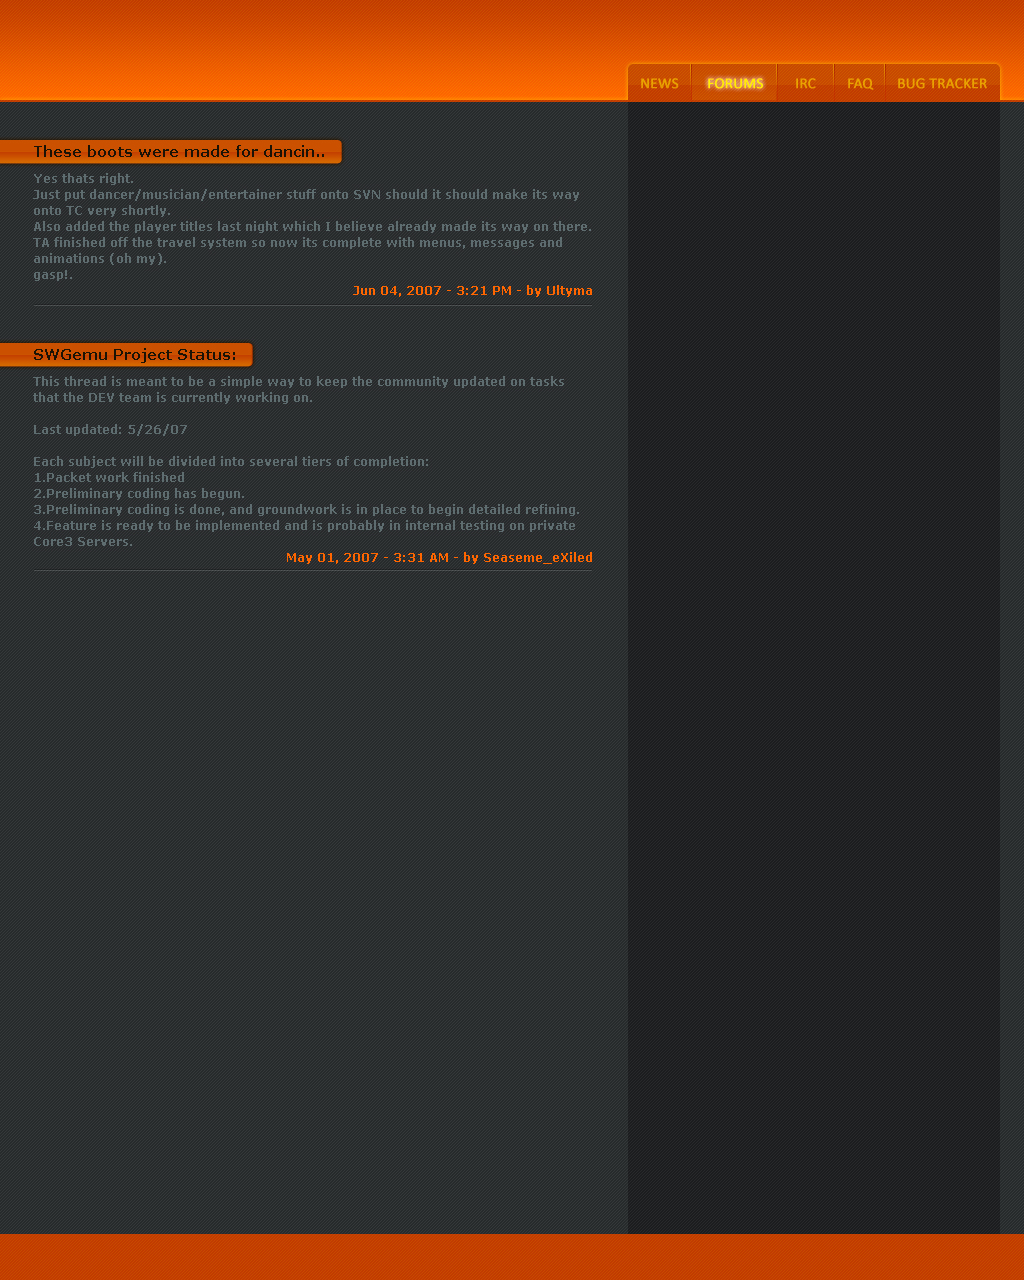 NEWS FORUMS IRC FAQ BUG TRACKER
These boots were made for dancin..
Yes thats right.
Just put dancer/musician/entertainer stuff onto SVN should it should make its way
onto TC very shortly.
Also added the player titles last night which I believe already made its way on there.
TA finished off the travel system so now its complete with menus, messages and
animations (oh my).
gasp!.
Jun 04, 2007 - 3:21 PM - by Ultyma
SWGemu Project Status:
This thread is meant to be a simple way to keep the community updated on tasks
that the DEV team is currently working on.
Last updated: 5/26/07
Each subject will be divided into several tiers of completion:
1.Packet work finished
2.Preliminary coding has begun.
3.Preliminary coding is done, and groundwork is in place to begin detailed refining.
4.Feature is ready to be implemented and is probably in internal testing on private
Core3 Servers.
May 01, 2007 - 3:31 AM - by Seaseme_eXiled